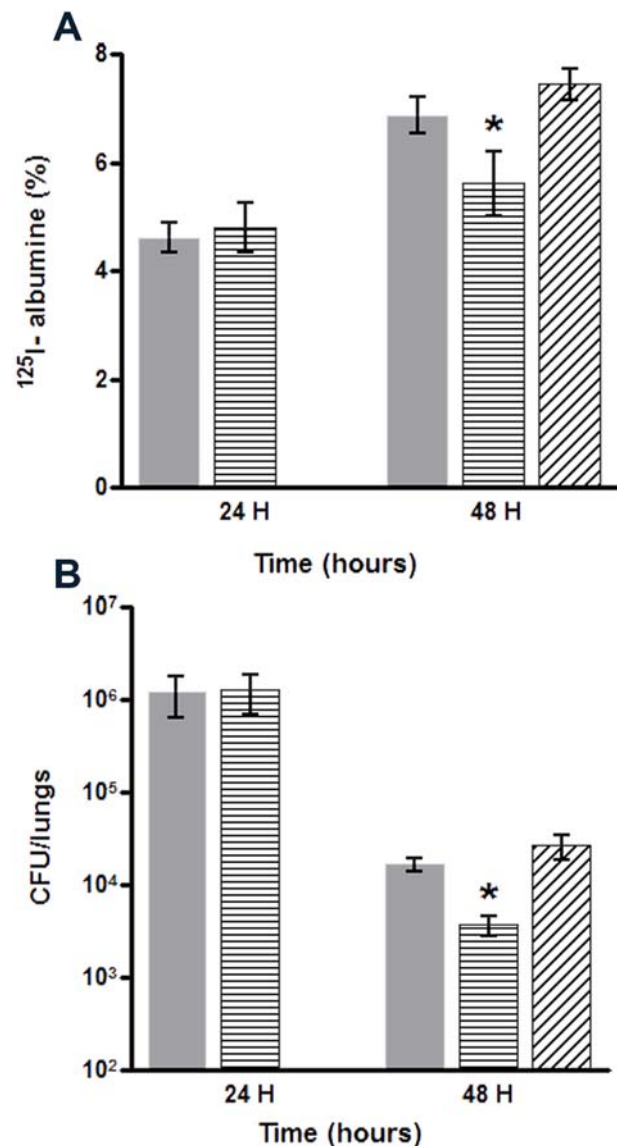 A
8
6
4
2
0
¹²⁵I- albumine (%)
*
24 H 48 H
Time (hours)
B
10⁷
10⁶
10⁵
10⁴
10³
10²
CFU/lungs
*
24 H 48 H
Time (hours)